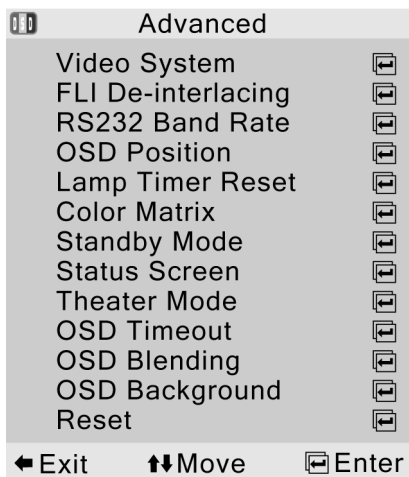 OSD Advanced
Video System
FLI De-interlacing
RS232 Band Rate
OSD Position
Lamp Timer Reset
Color Matrix
Standby Mode
Status Screen
Theater Mode
OSD Timeout
OSD Blending
OSD Background
Reset
Exit Move Enter